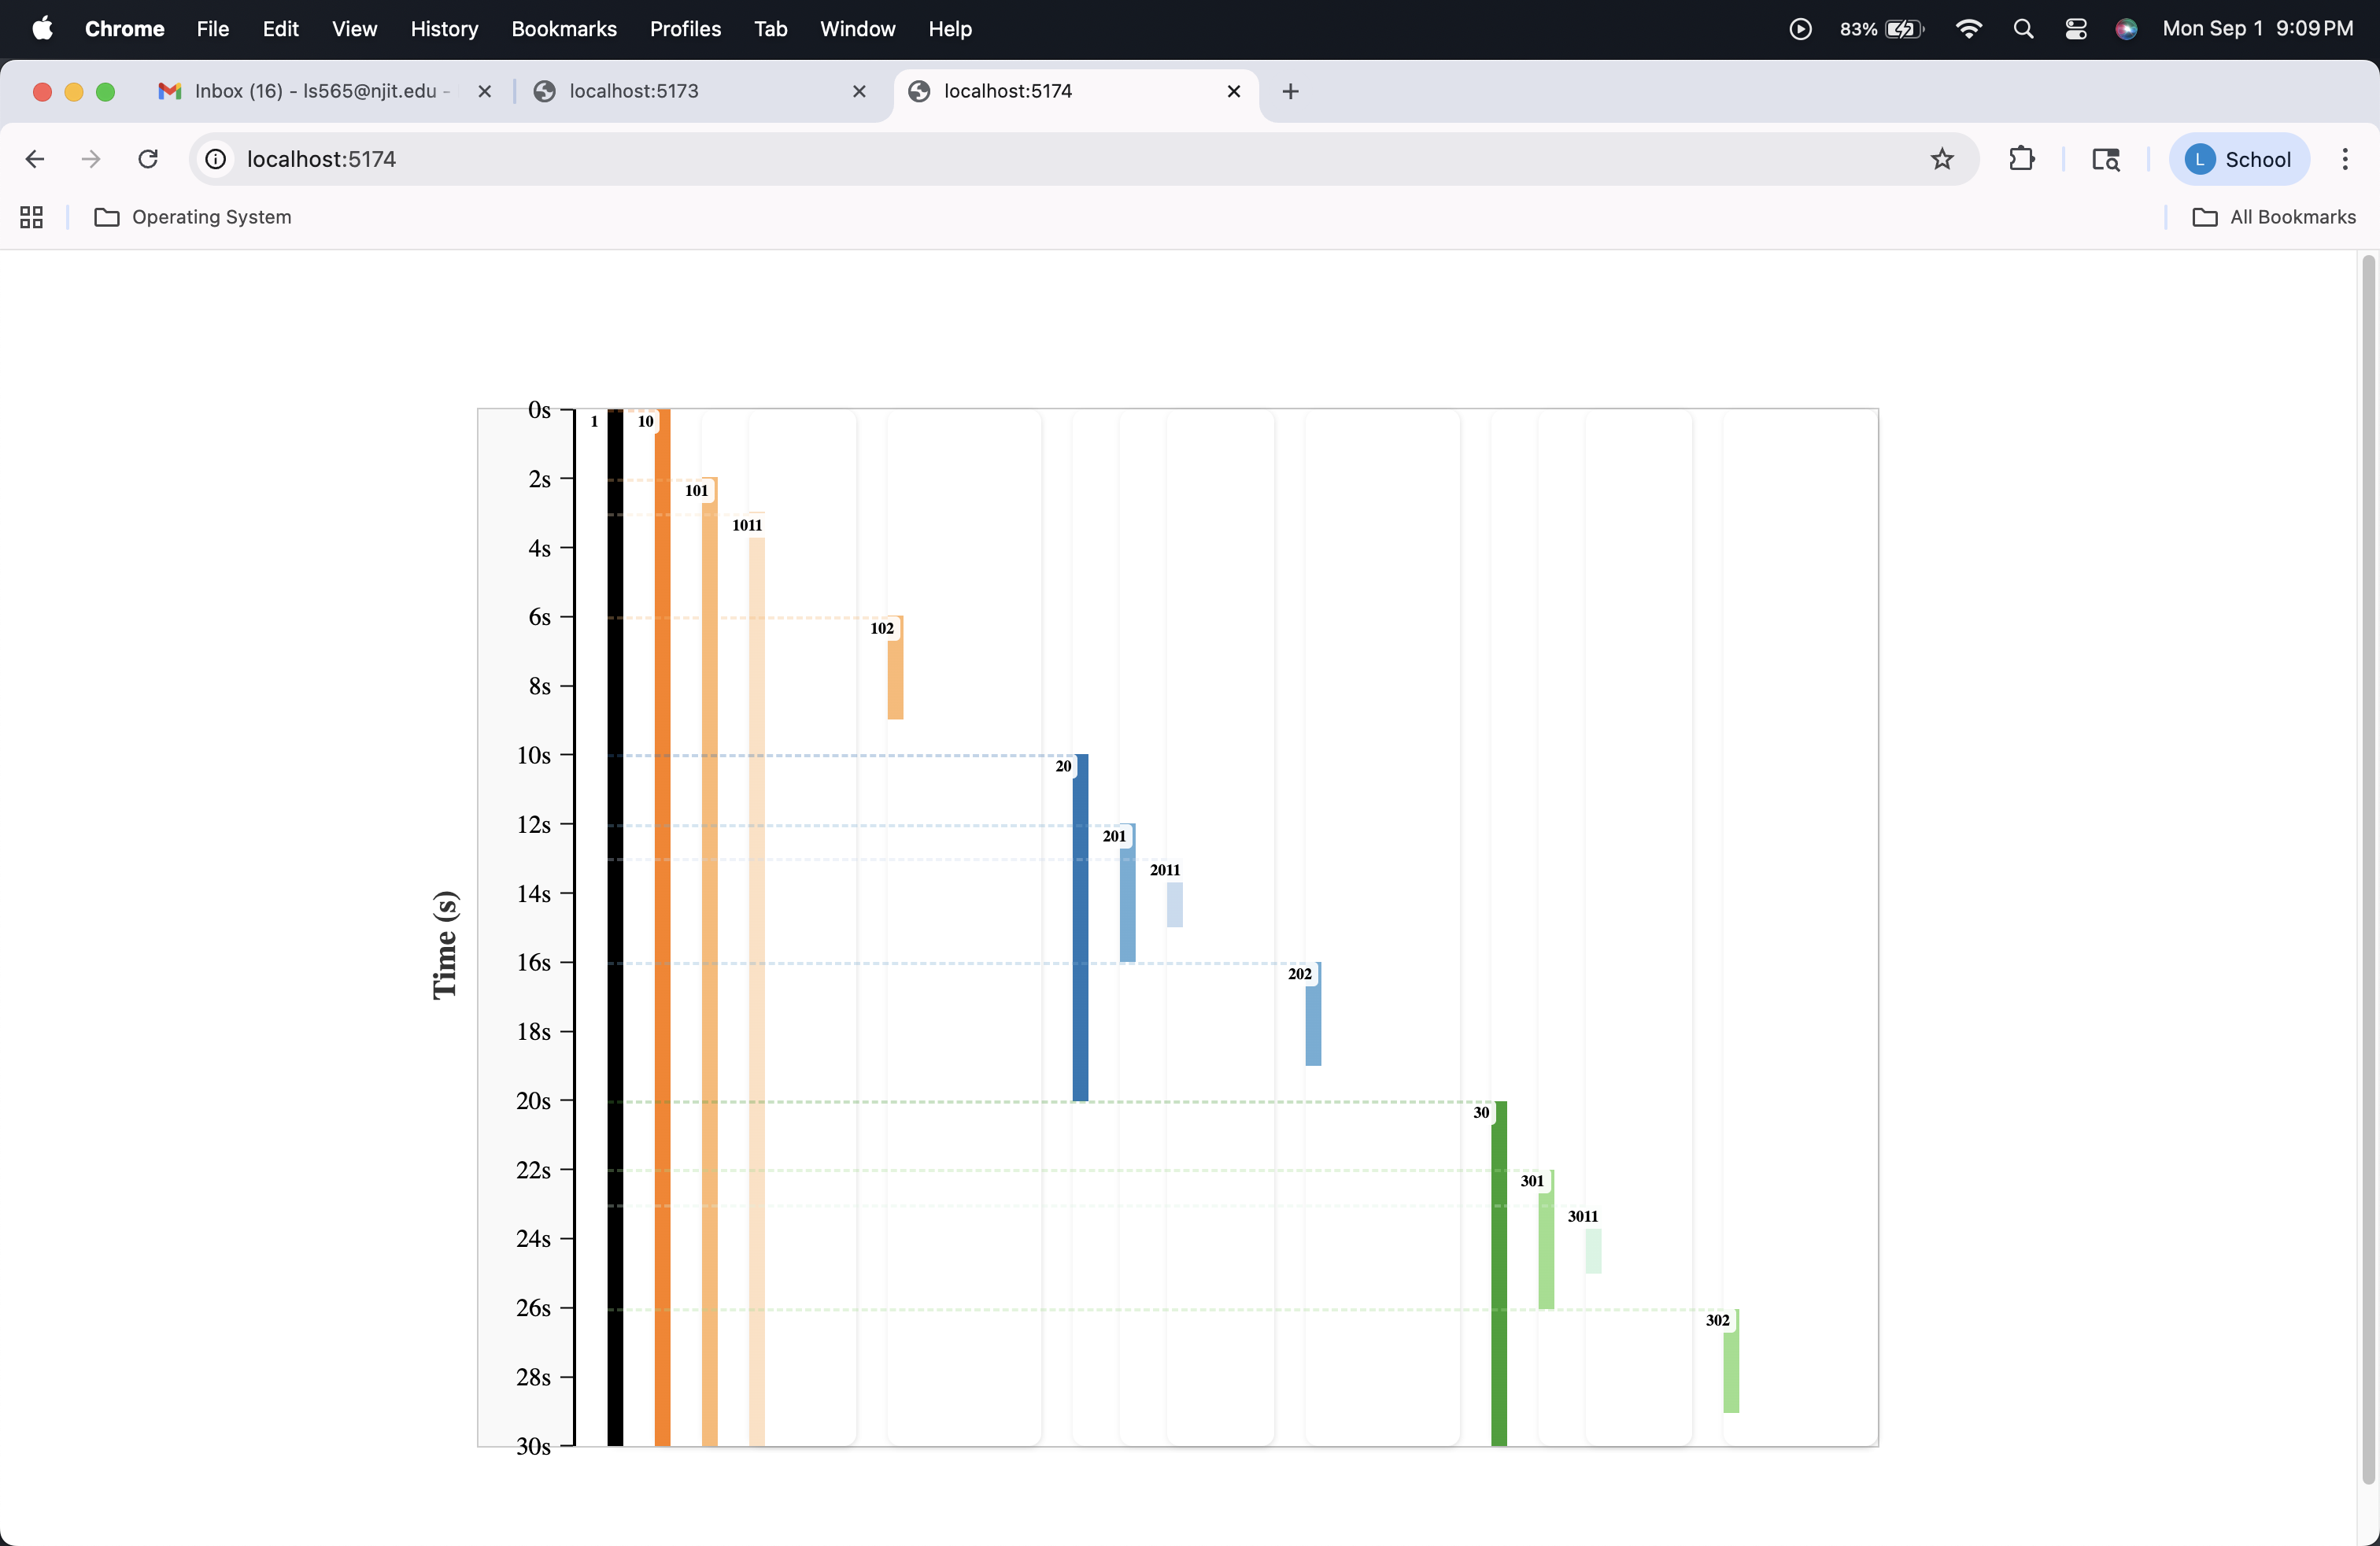 Chrome File Edit View History Bookmarks Profiles Tab Window Help 83% Mon Sep 1 9:09 PM
Inbox (16) - ls565@njit.edu - localhost:5173 localhost:5174
localhost:5174 L School
Operating System All Bookmarks
0s 1 10
2s 101
1011
4s
6s 102
8s
10s 20
12s 201
2011
14s
Time (s)
16s 202
18s
20s 30
22s 301
3011
24s
26s 302
28s
30s